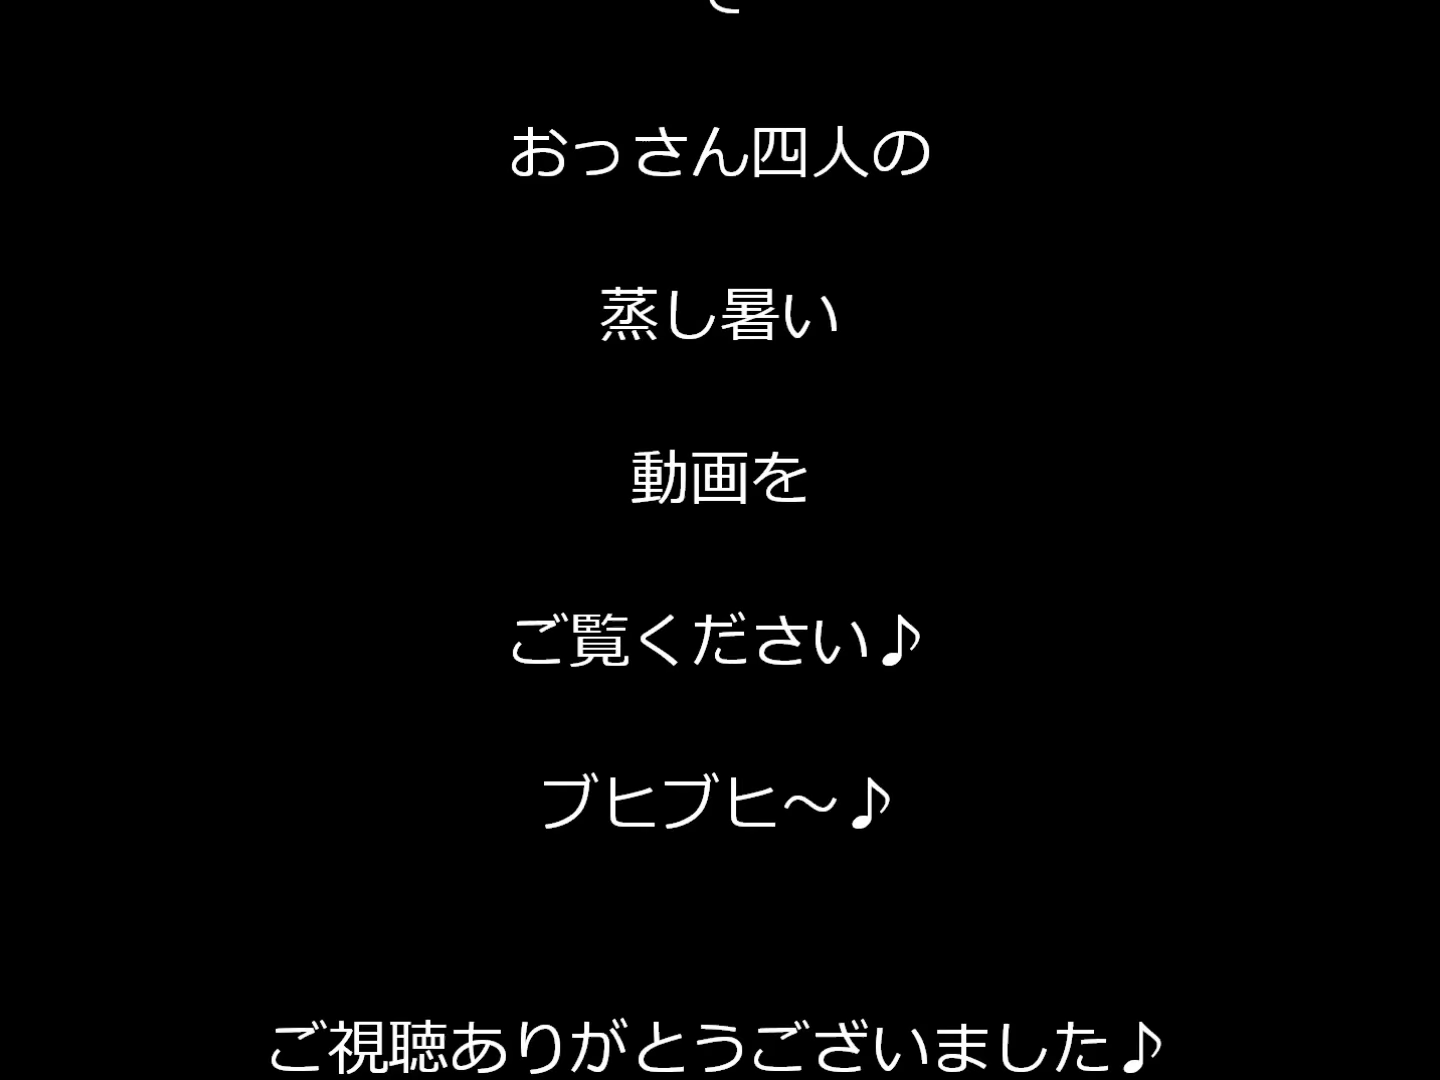 おっさん四人の
蒸し暑い
動画を
ご覧ください♪
ブヒブヒ～♪
ご視聴ありがとうございました♪